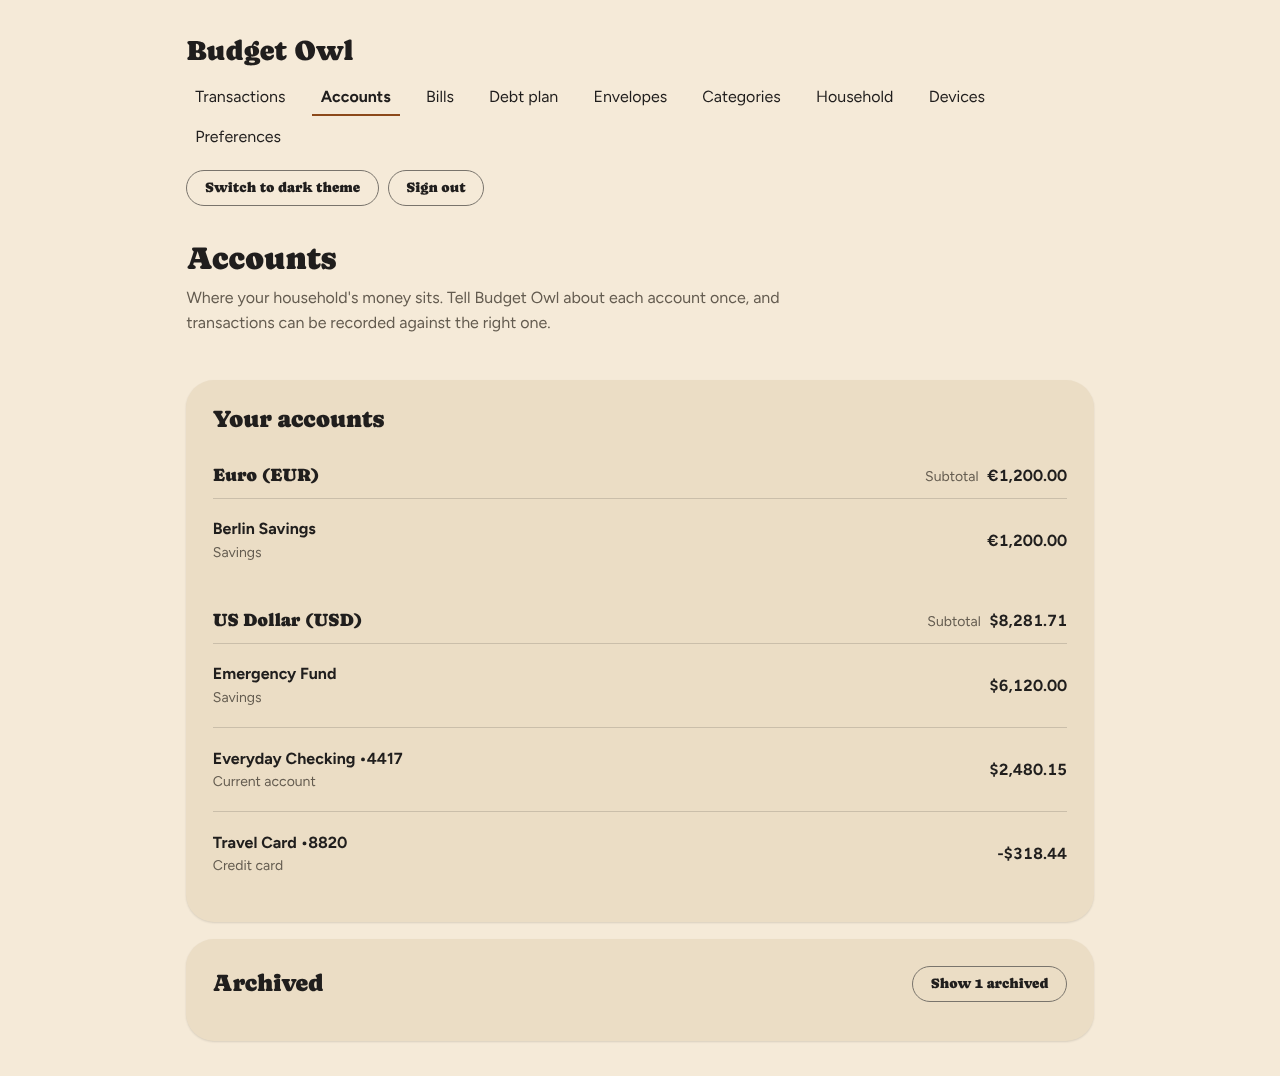 Budget Owl
Transactions Accounts Bills Debt plan Envelopes Categories Household Devices
Preferences
Switch to dark theme Sign out
Accounts
Where your household's money sits. Tell Budget Owl about each account once, and
transactions can be recorded against the right one.
Your accounts
Euro (EUR) Subtotal €1,200.00
Berlin Savings
Savings
€1,200.00
US Dollar (USD) Subtotal $8,281.71
Emergency Fund
Savings
$6,120.00
Everyday Checking •4417
Current account
$2,480.15
Travel Card •8820
Credit card
-$318.44
Archived Show 1 archived